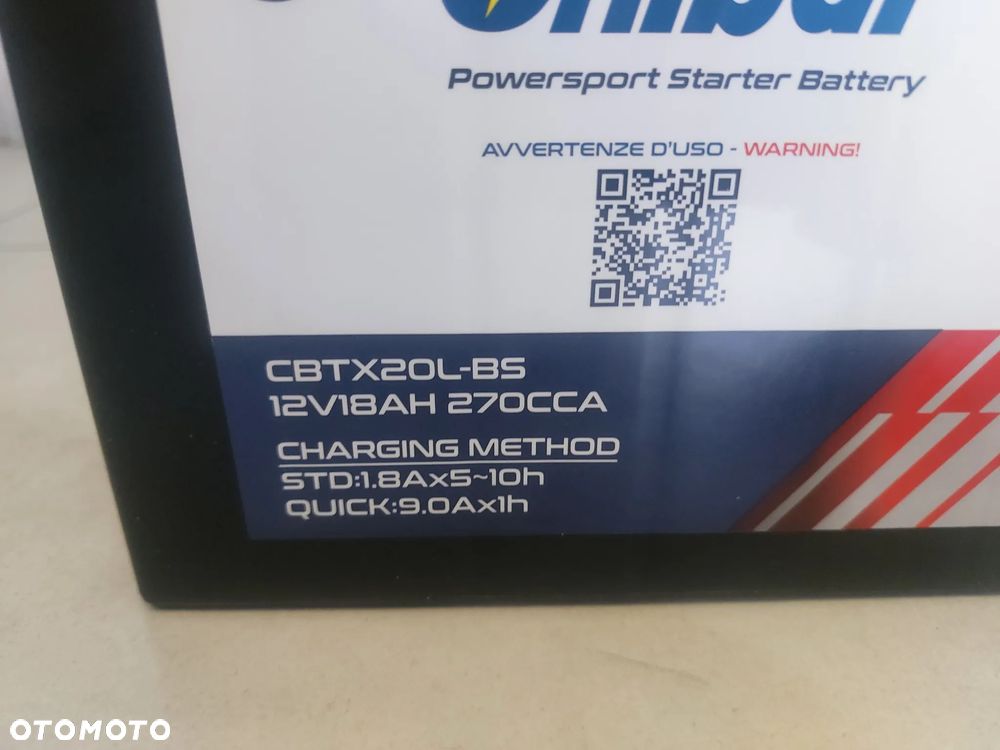 Unibat
Powersport Starter Battery
AVVERTENZE D'USO - WARNING!
CBTX20L-BS
12V18AH 270CCA
CHARGING METHOD
STD:1.8Ax5~10h
QUICK:9.0Ax1h
OTOMOTO